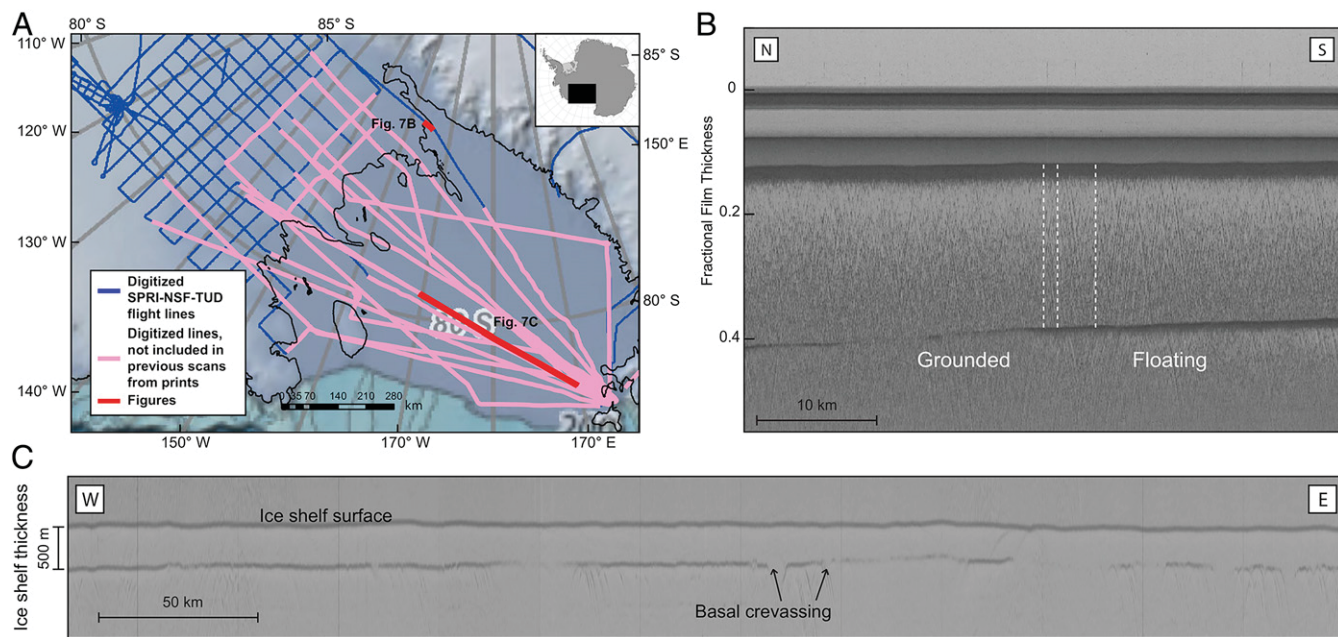 A
80° S
85° S
110° W
120° W
130° W
140° W
150° W
170° W
170° E
85° S
150° E
80° S
Fig. 7B
Fig. 7C
80 S
Digitized
SPRI-NSF-TUD
flight lines
Digitized lines,
not included in
previous scans
from prints
Figures
0 35 70 140 210 280
km
B
N
S
Fractional Film Thickness
0
0.2
0.4
Grounded
Floating
10 km
C
W
E
Ice shelf thickness
500 m
Ice shelf surface
50 km
Basal crevassing